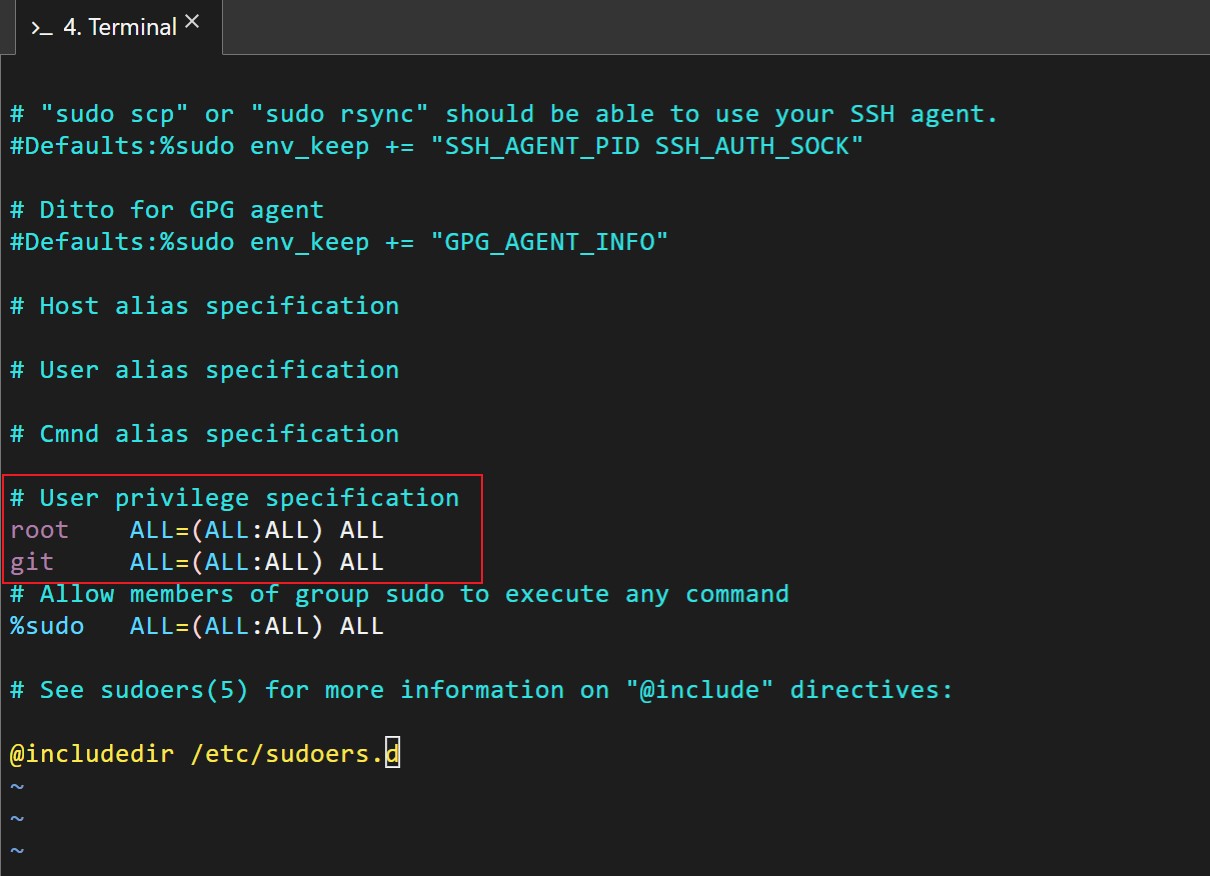 >_ 4. Terminal ×
# "sudo scp" or "sudo rsync" should be able to use your SSH agent.
#Defaults:%sudo env_keep += "SSH_AGENT_PID SSH_AUTH_SOCK"
# Ditto for GPG agent
#Defaults:%sudo env_keep += "GPG_AGENT_INFO"
# Host alias specification
# User alias specification
# Cmnd alias specification
# User privilege specification
root    ALL=(ALL:ALL) ALL
git     ALL=(ALL:ALL) ALL
# Allow members of group sudo to execute any command
%sudo   ALL=(ALL:ALL) ALL
# See sudoers(5) for more information on "@include" directives:
@includedir /etc/sudoers.d
~
~
~